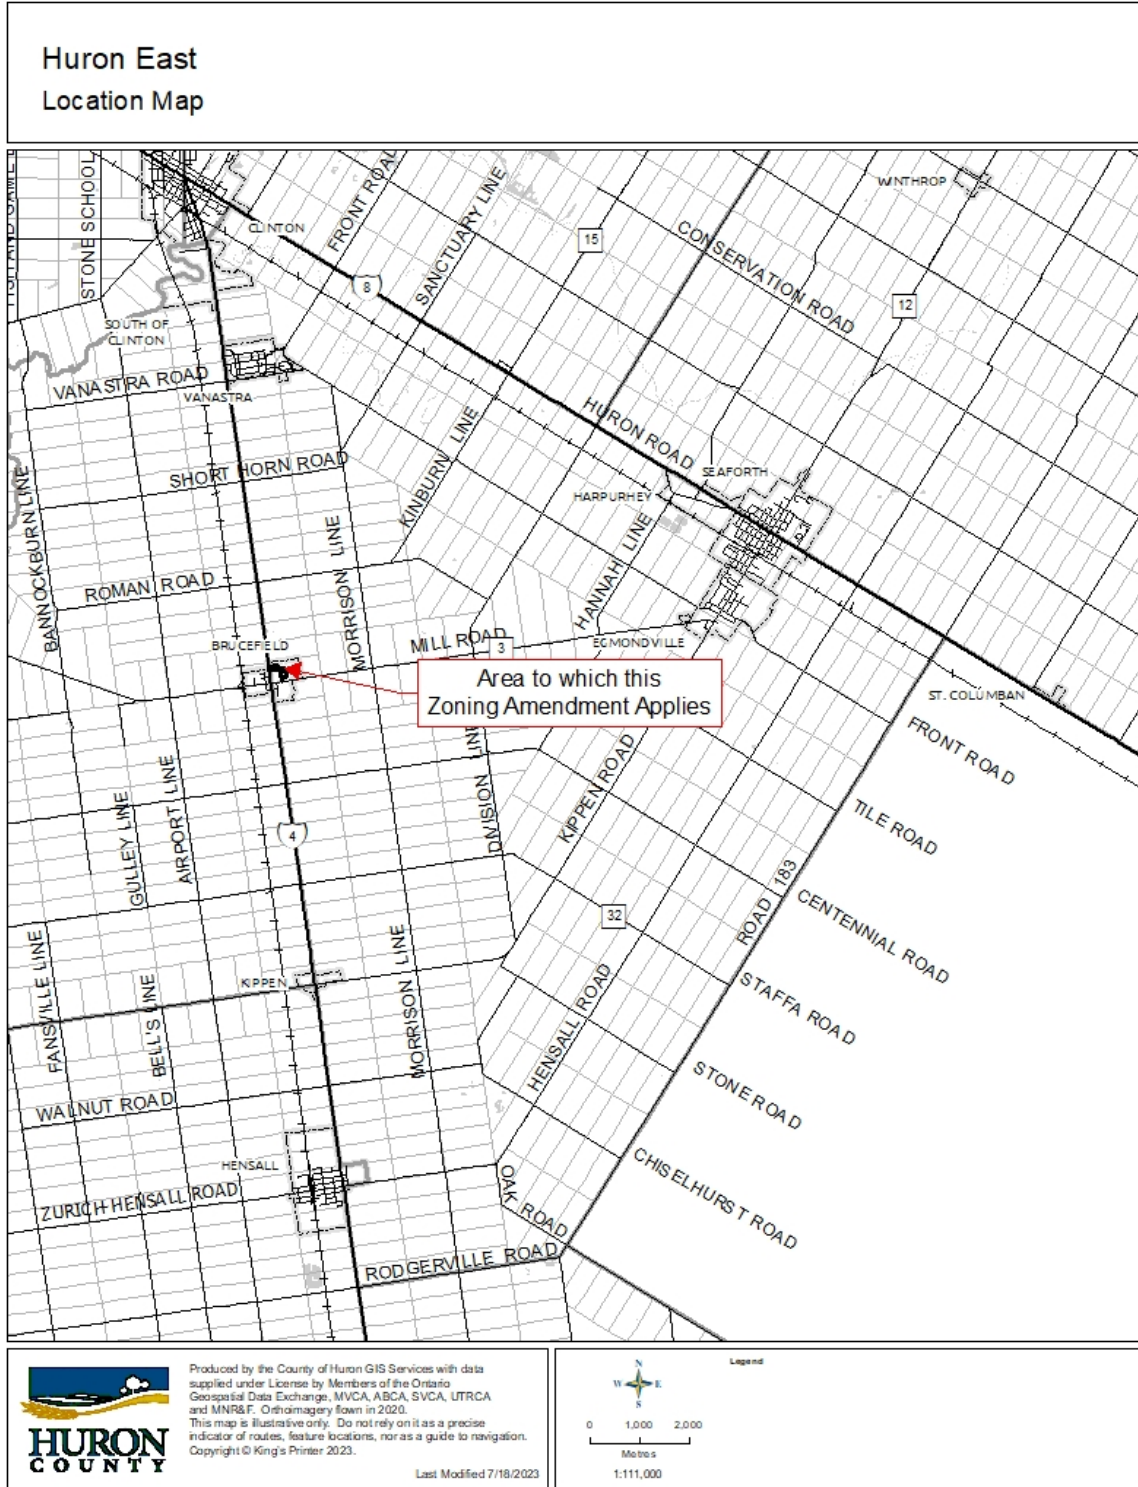 Huron East
Location Map
STONE SCHOOL
FRONT ROAD
SANCTUARY LINE
WINTHROP
CLINTON
15
CONSERVATION ROAD
8
12
SOUTH OF
CLINTON
VANASTRA ROAD
VANASTRA
HURON ROAD
KINBURN LINE
SHORT HORN ROAD
SEAFORTH
HARPURHEY
BANNOCKBURN LINE
MORRISON LINE
HANNAH LINE
ROMAN ROAD
BRUCEFIELD
MILL ROAD
3
EGMONDVILLE
Area to which this
Zoning Amendment Applies
ST. COLUMBAN
FRONT ROAD
DIVISION LINE
KIPPEN ROAD
GULLEY LINE
AIRPORT LINE
4
TILE ROAD
ROAD 183
CENTENNIAL ROAD
32
FANSVILLE LINE
BELL'S LINE
KIPPEN
MORRISON LINE
HENSALL ROAD
STAFFA ROAD
STONE ROAD
WALNUT ROAD
HENSALL
ZURICH-HENSALL ROAD
OAK ROAD
CHISELHURST ROAD
RODGERVILLE ROAD
HURON
COUNTY
Produced by the County of Huron GIS Services with data
supplied under License by Members of the Ontario
Geospatial Data Exchange, MVCA, ABCA, SVCA, UTRCA
and MNR&F. Orthoimagery flown in 2020.
This map is illustrative only. Do not rely on it as a precise
indicator of routes, feature locations, nor as a guide to navigation.
Copyright © King's Printer 2023.
Last Modified 7/18/2023
N
W E
S
Legend
0 1,000 2,000
Metres
1:111,000